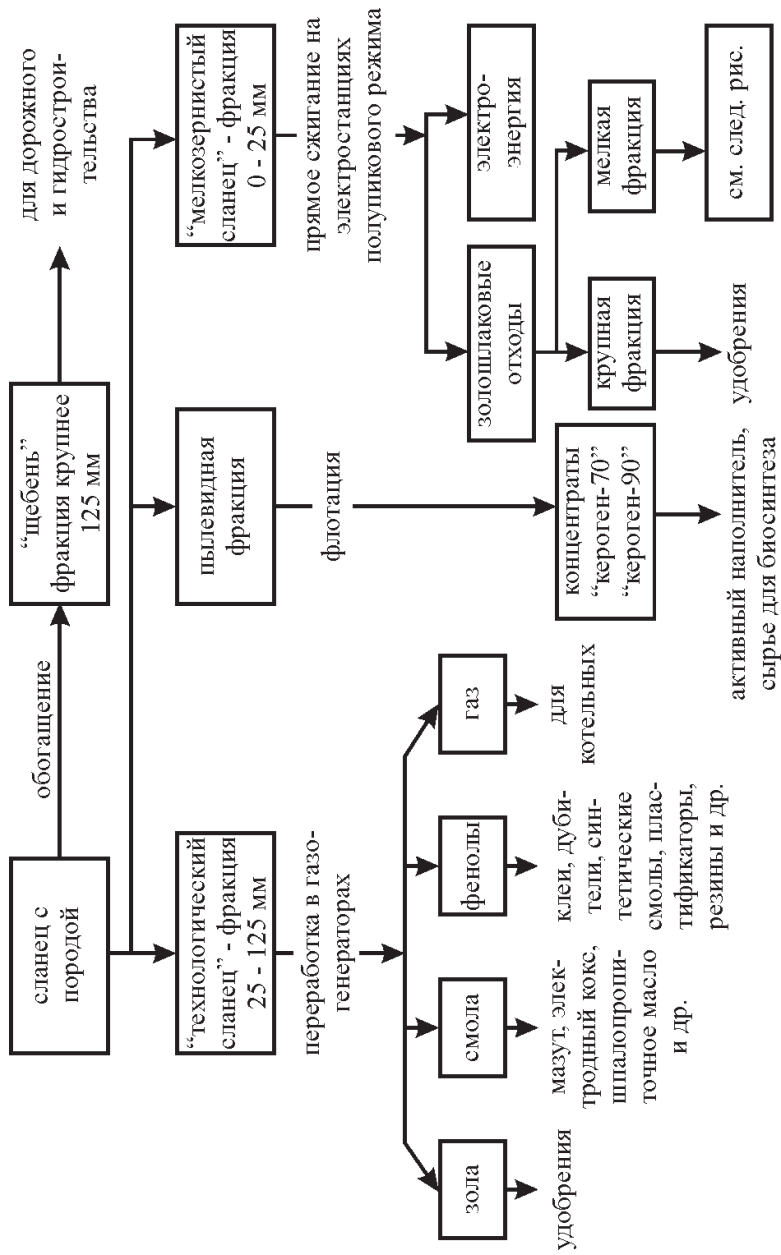 сланец с
породой
обогащение
“щебень”
фракция крупнее
125 мм
для дорожного
и гидрострои-
тельства
“технологический
сланец” - фракция
25 - 125 мм
пылевидная
фракция
“мелкозернистый
сланец” - фракция
0 - 25 мм
переработка в газо-
генераторах
флотация
прямое сжигание на
электростанциях
полупикового режима
зола
смола
фенолы
газ
золошлаковые
отходы
электро-
энергия
удобрения
мазут, элек-
тродный кокс,
шпалопропи-
точное масло
и др.
клеи, дуби-
тели, син-
тетические
смолы, плас-
тификаторы,
резины и др.
для
котельных
концентраты
“кероген-70”
“кероген-90”
крупная
фракция
мелкая
фракция
активный наполнитель,
сырье для биосинтеза
удобрения
см. след. рис.